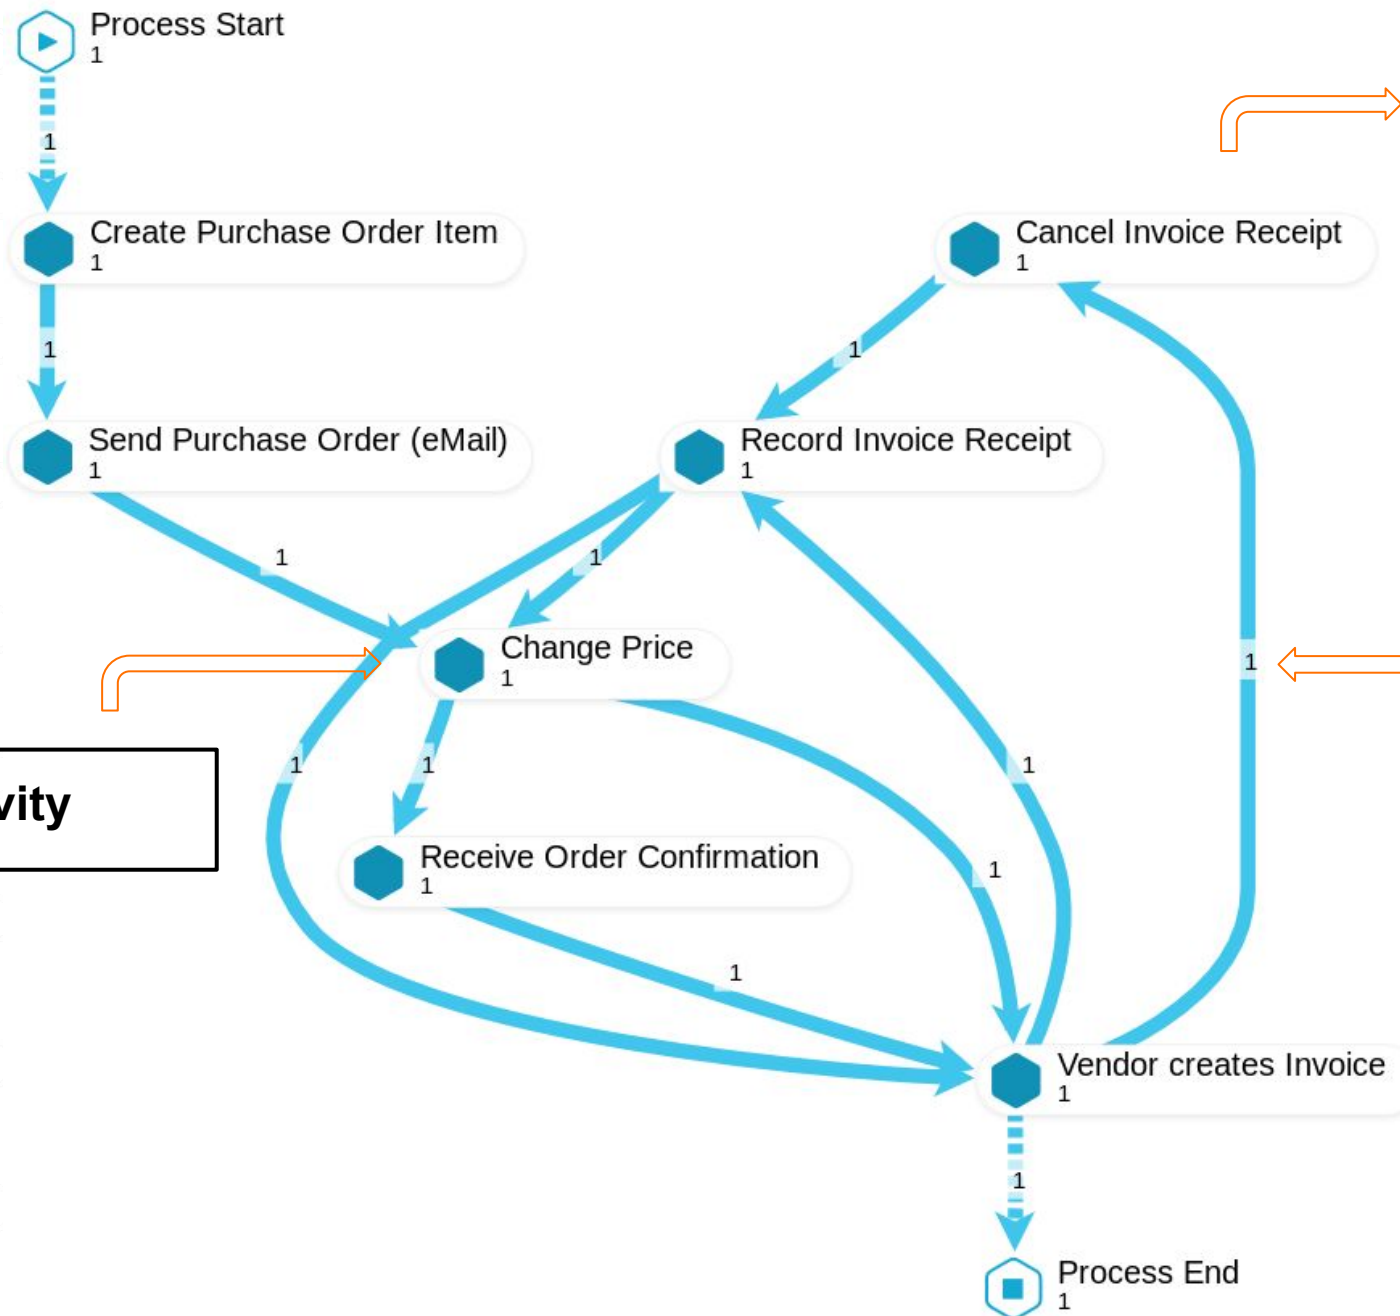 Process Start
1
1
Create Purchase Order Item
1
Cancel Invoice Receipt
1
1
1
Send Purchase Order (eMail)
1
Record Invoice Receipt
1
1
1
Change Price
1
1
1
1
1
vity
Receive Order Confirmation
1
1
1
Vendor creates Invoice
1
1
Process End
1